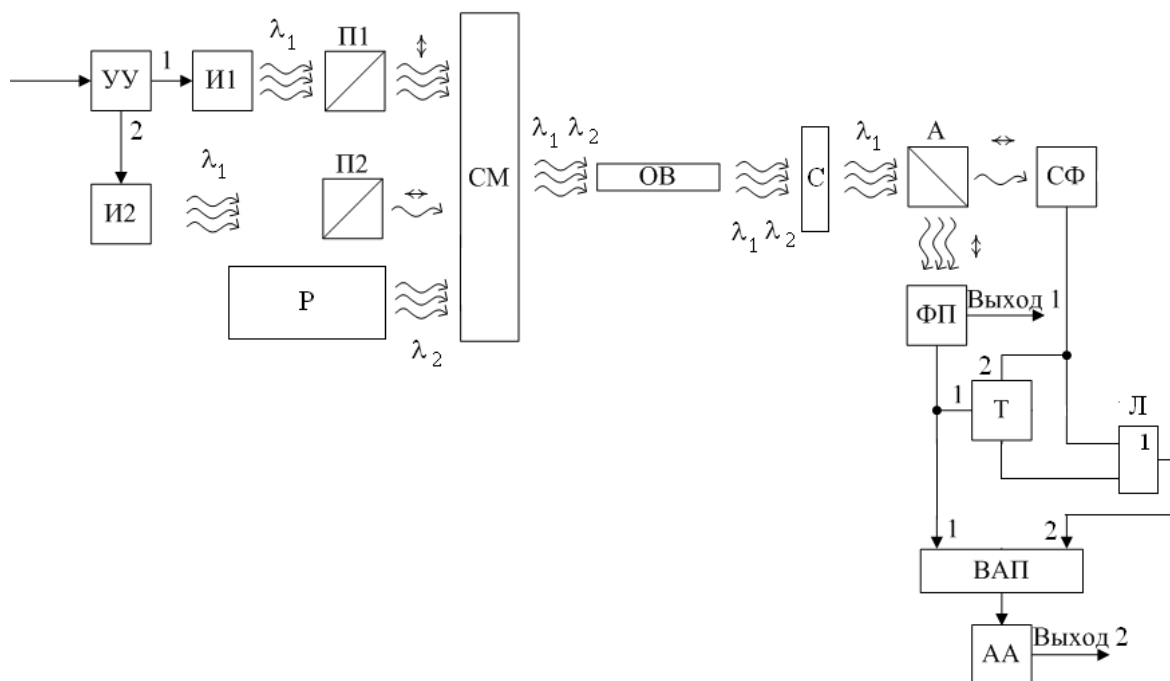 λ1 П1
УУ 1 И1
2
λ1
И2 П2 СМ
λ1 λ2
ОВ
λ1 λ2
С
λ1 А
СФ
Р
λ2
ФП Выход 1
2
1 Т
Л
1
1 2
ВАП
АА Выход 2